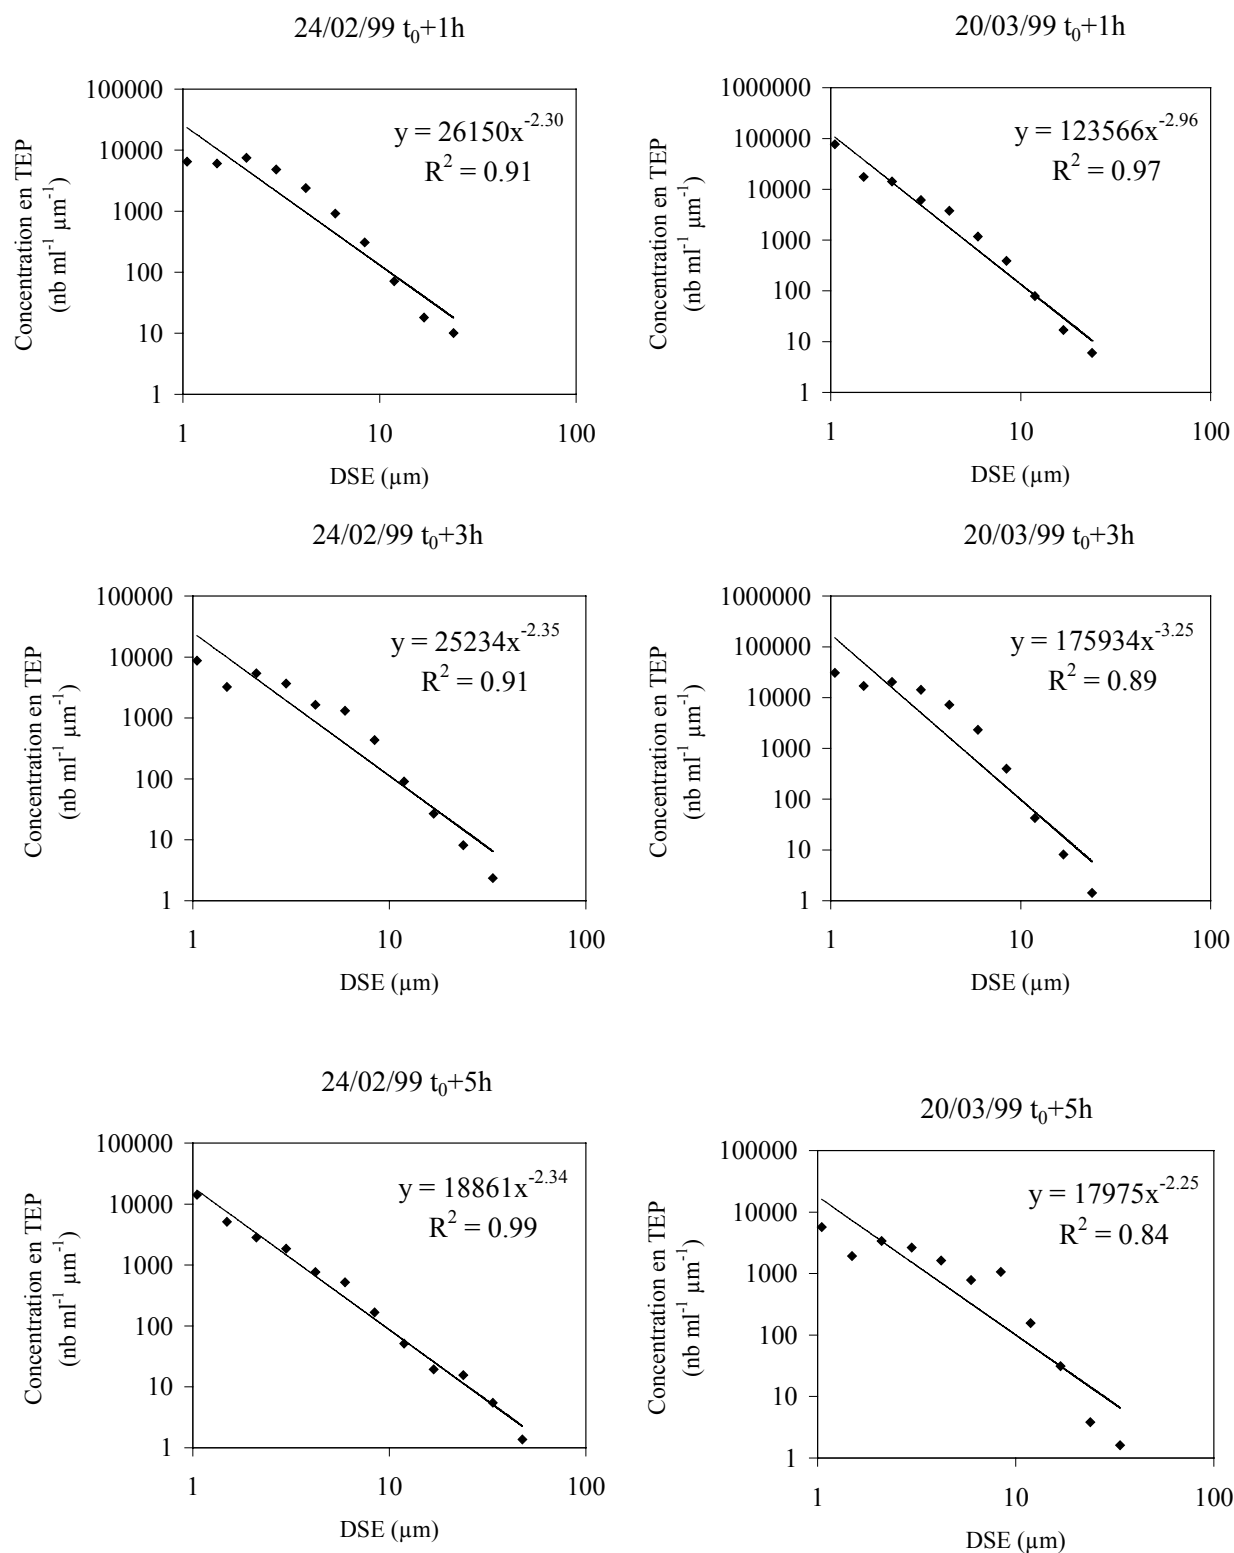 24/02/99 t₀+1h
100000
10000
1000
100
10
1
1 10 100
Concentration en TEP
(nb ml⁻¹ µm⁻¹)
DSE (µm)
y = 26150x⁻²·³⁰
R² = 0.91
20/03/99 t₀+1h
1000000
100000
10000
1000
100
10
1
1 10 100
Concentration en TEP
(nb ml⁻¹ µm⁻¹)
DSE (µm)
y = 123566x⁻²·⁹⁶
R² = 0.97
24/02/99 t₀+3h
100000
10000
1000
100
10
1
1 10 100
Concentration en TEP
(nb ml⁻¹ µm⁻¹)
DSE (µm)
y = 25234x⁻²·³⁵
R² = 0.91
20/03/99 t₀+3h
1000000
100000
10000
1000
100
10
1
1 10 100
Concentration en TEP
(nb ml⁻¹ µm⁻¹)
DSE (µm)
y = 175934x⁻³·²⁵
R² = 0.89
24/02/99 t₀+5h
100000
10000
1000
100
10
1
1 10 100
Concentration en TEP
(nb ml⁻¹ µm⁻¹)
DSE (µm)
y = 18861x⁻²·³⁴
R² = 0.99
20/03/99 t₀+5h
100000
10000
1000
100
10
1
1 10 100
Concentration en TEP
(nb ml⁻¹ µm⁻¹)
DSE (µm)
y = 17975x⁻²·²⁵
R² = 0.84